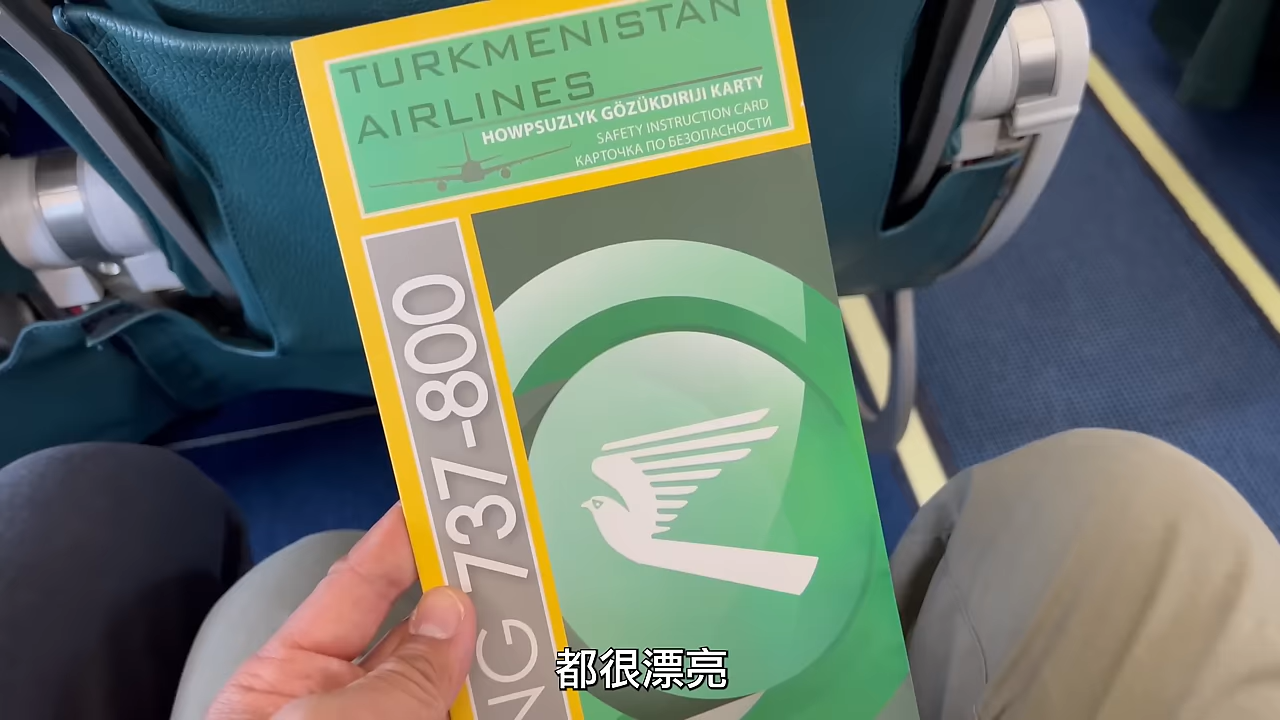 TURKMENISTAN
AIRLINES
HOWPSUZLYK GÖZÜKDIRIJI KARTY
SAFETY INSTRUCTION CARD
КАРТОЧКА ПО БЕЗОПАСНОСТИ
NG 737-800
都很漂亮